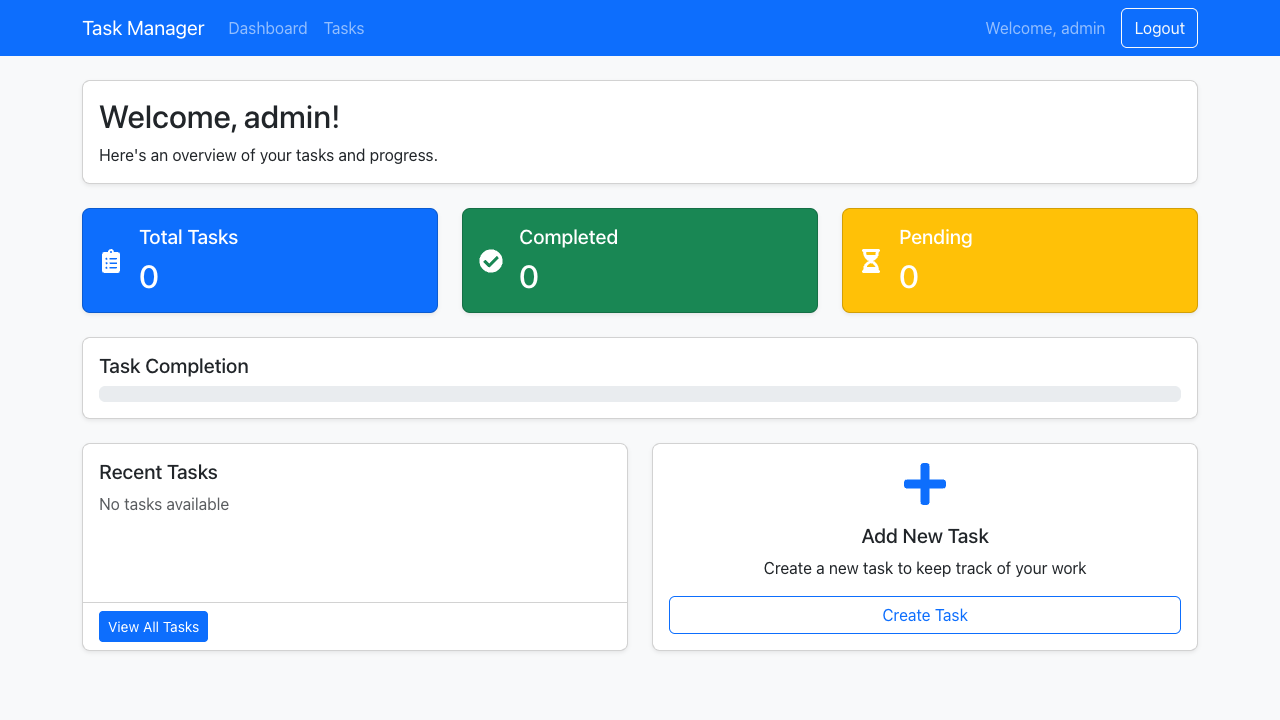 Task Manager Dashboard Tasks Welcome, admin Logout
Welcome, admin!
Here's an overview of your tasks and progress.
Total Tasks
0
Completed
0
Pending
0
Task Completion
Recent Tasks
No tasks available
View All Tasks
Add New Task
Create a new task to keep track of your work
Create Task